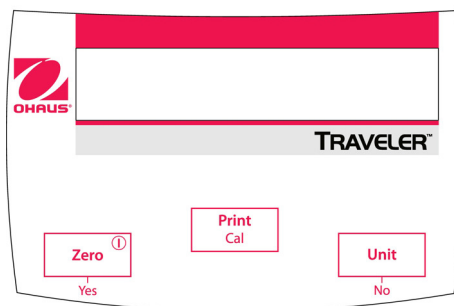 OHAUS®
TRAVELER™
Print
Cal
Zero
Unit
Yes
No